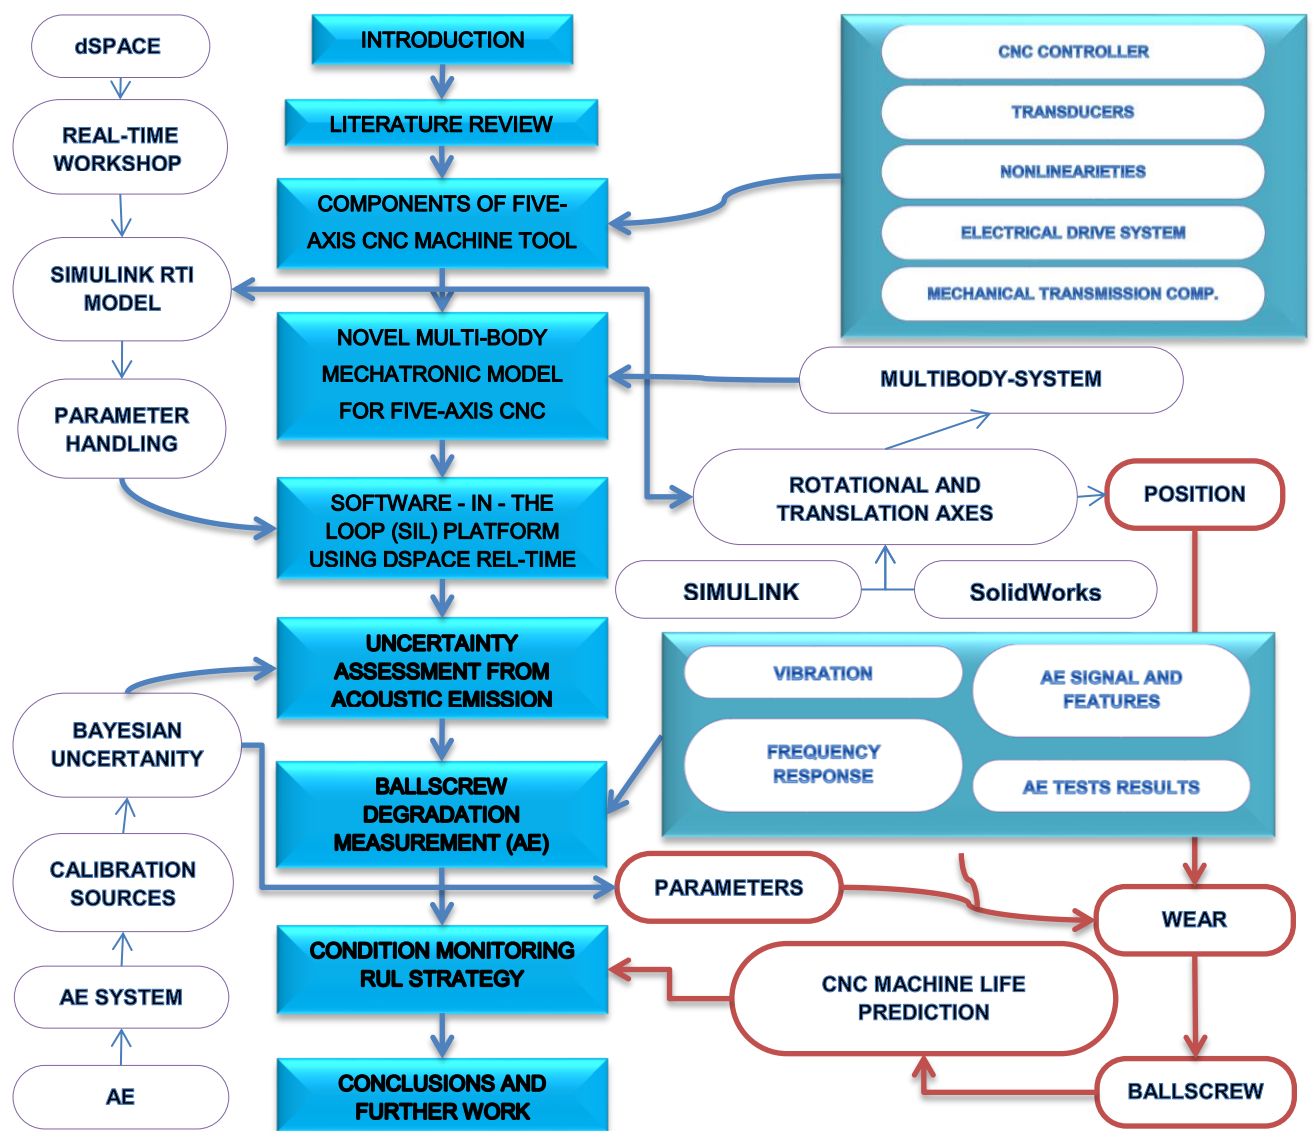 dSPACE
REAL-TIME
WORKSHOP
SIMULINK RTI
MODEL
PARAMETER
HANDLING
INTRODUCTION
LITERATURE REVIEW
COMPONENTS OF FIVE-
AXIS CNC MACHINE TOOL
NOVEL MULTI-BODY
MECHATRONIC MODEL
FOR FIVE-AXIS CNC
SOFTWARE - IN - THE
LOOP (SIL) PLATFORM
USING DSPACE REL-TIME
UNCERTAINTY
ASSESSMENT FROM
ACOUSTIC EMISSION
BALLSCREW
DEGRADATION
MEASUREMENT (AE)
CONDITION MONITORING
RUL STRATEGY
CONCLUSIONS AND
FURTHER WORK
CNC CONTROLLER
TRANSDUCERS
NONLINEARIETIES
ELECTRICAL DRIVE SYSTEM
MECHANICAL TRANSMISSION COMP.
MULTIBODY-SYSTEM
ROTATIONAL AND
TRANSLATION AXES
POSITION
SIMULINK
SolidWorks
VIBRATION
AE SIGNAL AND
FEATURES
FREQUENCY
RESPONSE
AE TESTS RESULTS
BAYESIAN
UNCERTANITY
CALIBRATION
SOURCES
AE SYSTEM
AE
PARAMETERS
WEAR
CNC MACHINE LIFE
PREDICTION
BALLSCREW